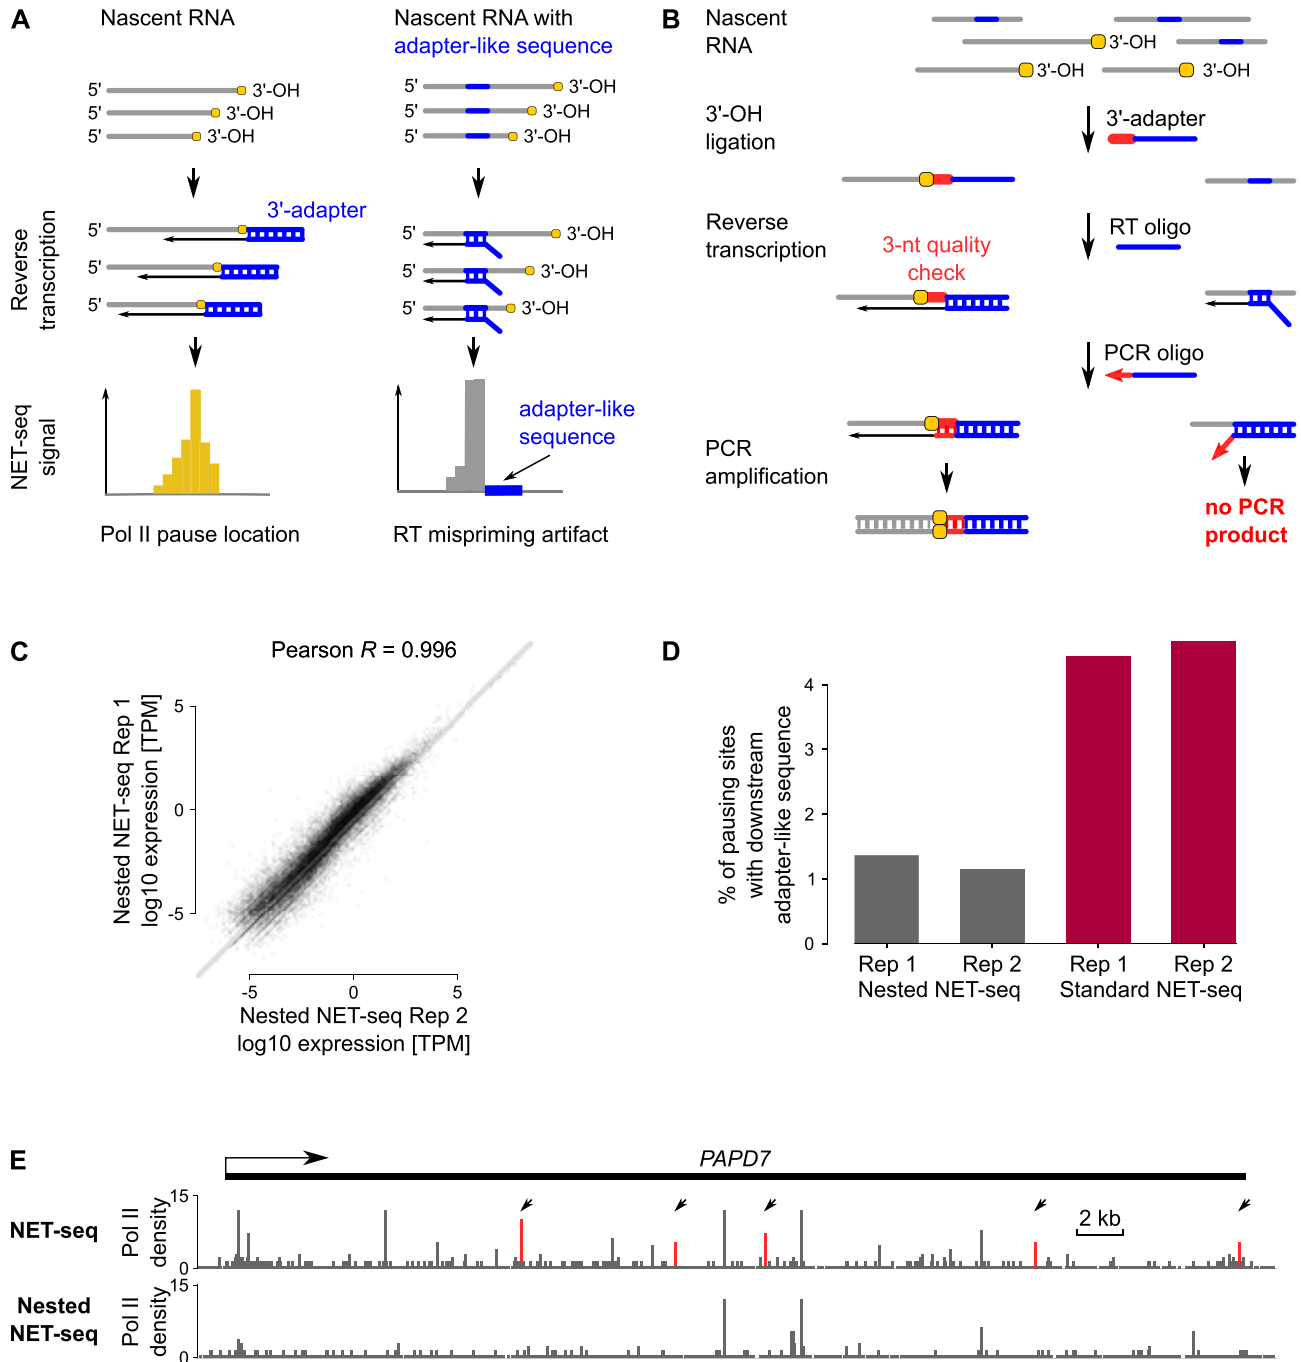 A
Nascent RNA
Nascent RNA with
adapter-like sequence
5'
3'-OH
5'
3'-OH
5'
3'-OH
5'
3'-OH
5'
3'-OH
5'
3'-OH
Reverse
transcription
3'-adapter
5'
5'
5'
5'
3'-OH
5'
3'-OH
5'
3'-OH
NET-seq
signal
adapter-like
sequence
Pol II pause location
RT mispriming artifact
B
Nascent
RNA
3'-OH
3'-OH
3'-OH
3'-OH
ligation
3'-adapter
Reverse
transcription
RT oligo
3-nt quality
check
PCR oligo
PCR
amplification
no PCR
product
C
Pearson R = 0.996
Nested NET-seq Rep 1
log10 expression [TPM]
5
0
-5
-5
0
5
Nested NET-seq Rep 2
log10 expression [TPM]
D
% of pausing sites
with downstream
adapter-like sequence
4
3
2
1
0
Rep 1
Rep 2
Rep 1
Rep 2
Nested NET-seq
Standard NET-seq
E
PAPD7
NET-seq
Pol II
density
15
0
2 kb
Nested
NET-seq
Pol II
density
15
0